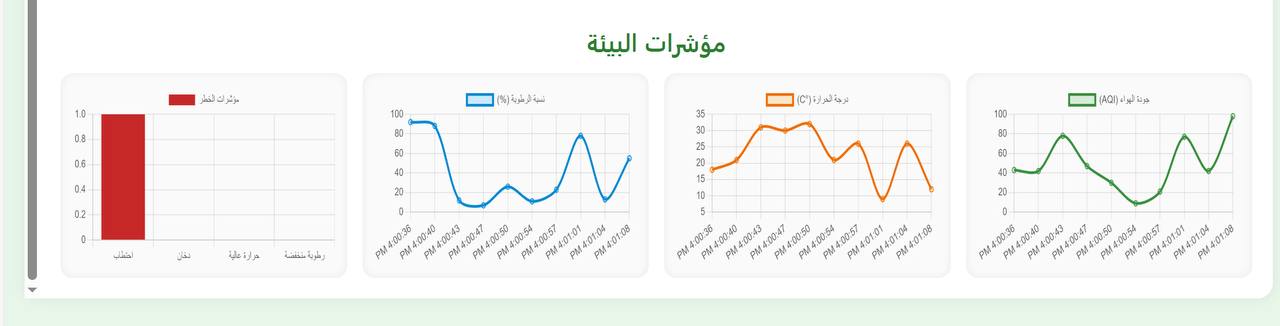 مؤشرات البيئة
جودة الهواء (AQI)
100
80
60
40
20
0
PM 4:00:36
PM 4:00:40
PM 4:00:43
PM 4:00:47
PM 4:00:50
PM 4:00:54
PM 4:00:57
PM 4:01:01
PM 4:01:04
PM 4:01:08
درجة الحرارة (°C)
35
30
25
20
15
10
5
PM 4:00:36
PM 4:00:40
PM 4:00:43
PM 4:00:47
PM 4:00:50
PM 4:00:54
PM 4:00:57
PM 4:01:01
PM 4:01:04
PM 4:01:08
نسبة الرطوبة (%)
100
80
60
40
20
0
PM 4:00:36
PM 4:00:40
PM 4:00:43
PM 4:00:47
PM 4:00:50
PM 4:00:54
PM 4:00:57
PM 4:01:01
PM 4:01:04
PM 4:01:08
مؤشرات الخطر
1.0
0.8
0.6
0.4
0.2
0
احتطاب
دخان
حرارة عالية
رطوبة منخفضة